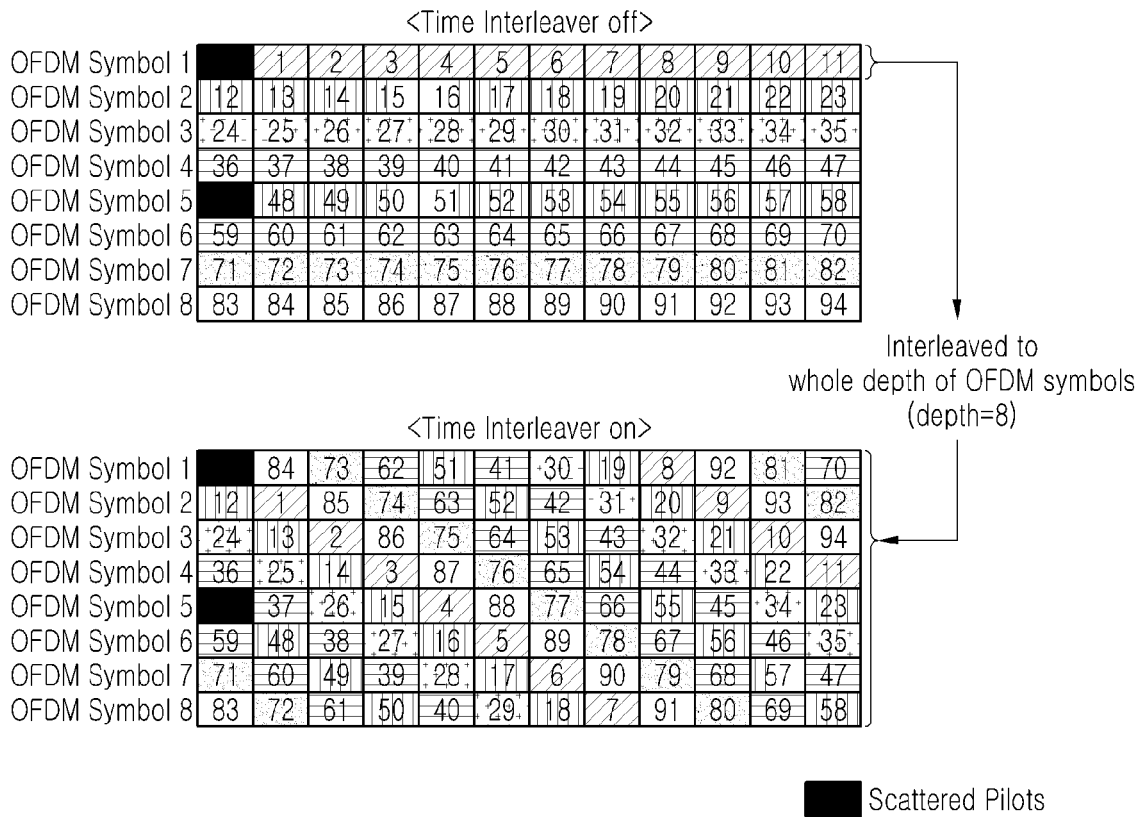 <Time Interleaver off>
OFDM Symbol 1 1 2 3 4 5 6 7 8 9 10 11
OFDM Symbol 2 12 13 14 15 16 17 18 19 20 21 22 23
OFDM Symbol 3 24 25 26 27 28 29 30 31 32 33 34 35
OFDM Symbol 4 36 37 38 39 40 41 42 43 44 45 46 47
OFDM Symbol 5 48 49 50 51 52 53 54 55 56 57 58
OFDM Symbol 6 59 60 61 62 63 64 65 66 67 68 69 70
OFDM Symbol 7 71 72 73 74 75 76 77 78 79 80 81 82
OFDM Symbol 8 83 84 85 86 87 88 89 90 91 92 93 94
Interleaved to
whole depth of OFDM symbols
(depth=8)
<Time Interleaver on>
OFDM Symbol 1 84 73 62 51 41 30 19 8 92 81 70
OFDM Symbol 2 12 1 85 74 63 52 42 31 20 9 93 82
OFDM Symbol 3 24 13 2 86 75 64 53 43 32 21 10 94
OFDM Symbol 4 36 25 14 3 87 76 65 54 44 33 22 11
OFDM Symbol 5 37 26 15 4 88 77 66 55 45 34 23
OFDM Symbol 6 59 48 38 27 16 5 89 78 67 56 46 35
OFDM Symbol 7 71 60 49 39 28 17 6 90 79 68 57 47
OFDM Symbol 8 83 72 61 50 40 29 18 7 91 80 69 58
Scattered Pilots